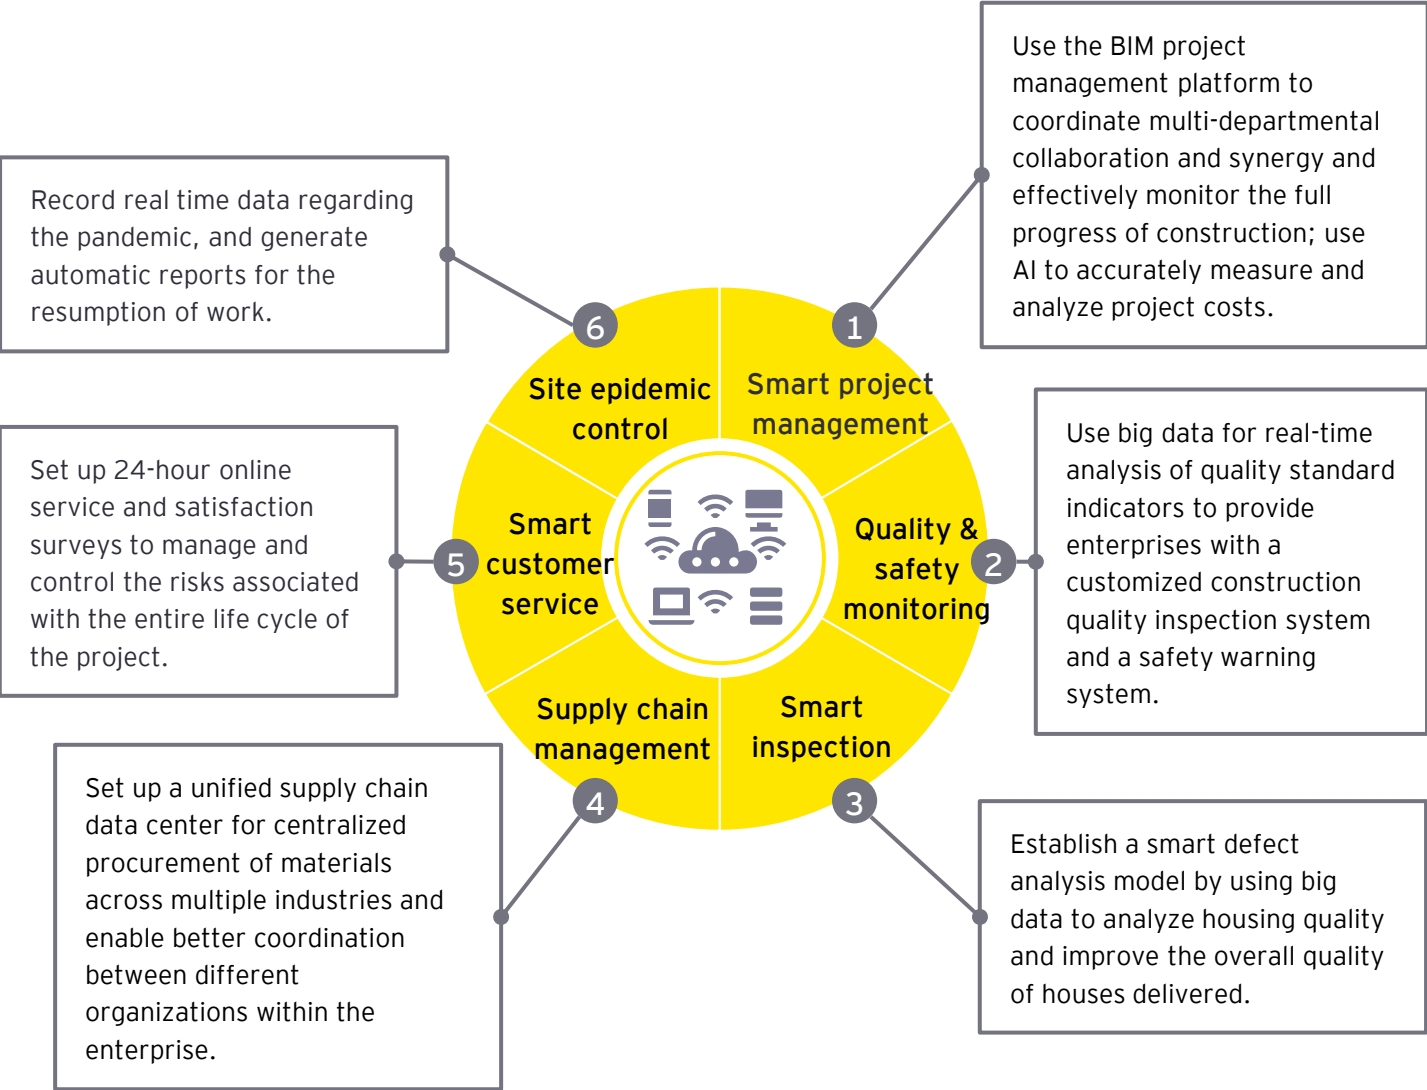 Use the BIM project
management platform to
coordinate multi-departmental
collaboration and synergy and
effectively monitor the full
progress of construction; use
AI to accurately measure and
analyze project costs.
Record real time data regarding
the pandemic, and generate
automatic reports for the
resumption of work.
6
1
Site epidemic
control
Smart project
management
Use big data for real-time
analysis of quality standard
indicators to provide
enterprises with a
customized construction
quality inspection system
and a safety warning
system.
Set up 24-hour online
service and satisfaction
surveys to manage and
control the risks associated
with the entire life cycle of
the project.
5
Smart
customer
service
Quality &
safety
monitoring
2
Supply chain
management
Smart
inspection
4
3
Set up a unified supply chain
data center for centralized
procurement of materials
across multiple industries and
enable better coordination
between different
organizations within the
enterprise.
Establish a smart defect
analysis model by using big
data to analyze housing quality
and improve the overall quality
of houses delivered.